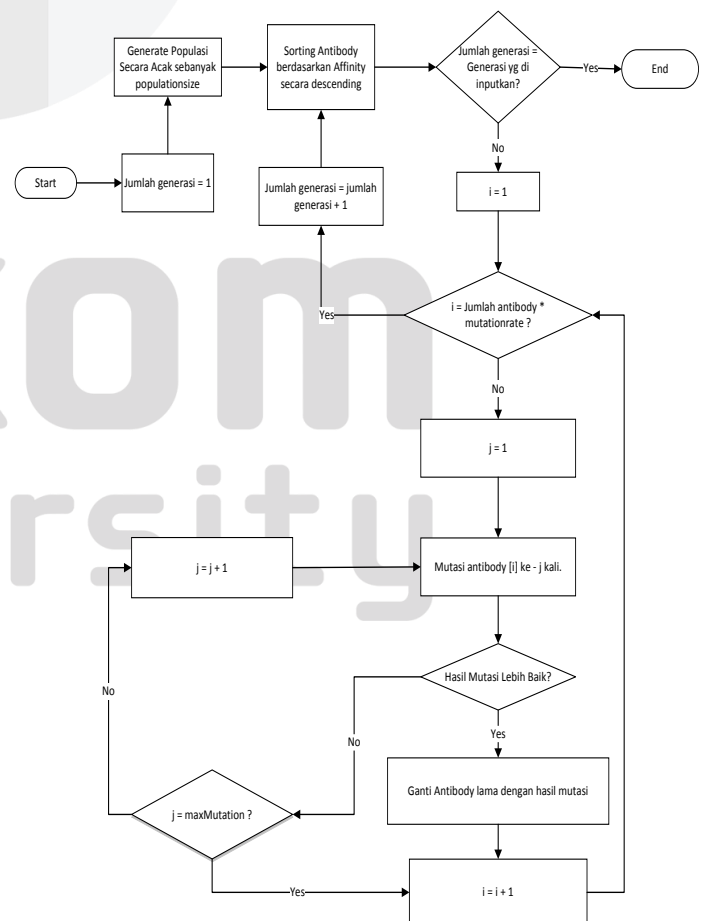 Generate Populasi
Secara Acak sebanyak
populationsize
Sorting Antibody
berdasarkan Affinity
secara descending
Jumlah generasi =
Generasi yg di
inputkan?
Yes
End
No
Start
Jumlah generasi = 1
Jumlah generasi = jumlah
generasi + 1
i = 1
Yes
i = Jumlah antibody *
mutationrate ?
No
kom
j = 1
rsity
j = j + 1
Mutasi antibody [i] ke - j kali.
Hasil Mutasi Lebih Baik?
No
No
Yes
j = maxMutation ?
Ganti Antibody lama dengan hasil mutasi
Yes
i = i + 1